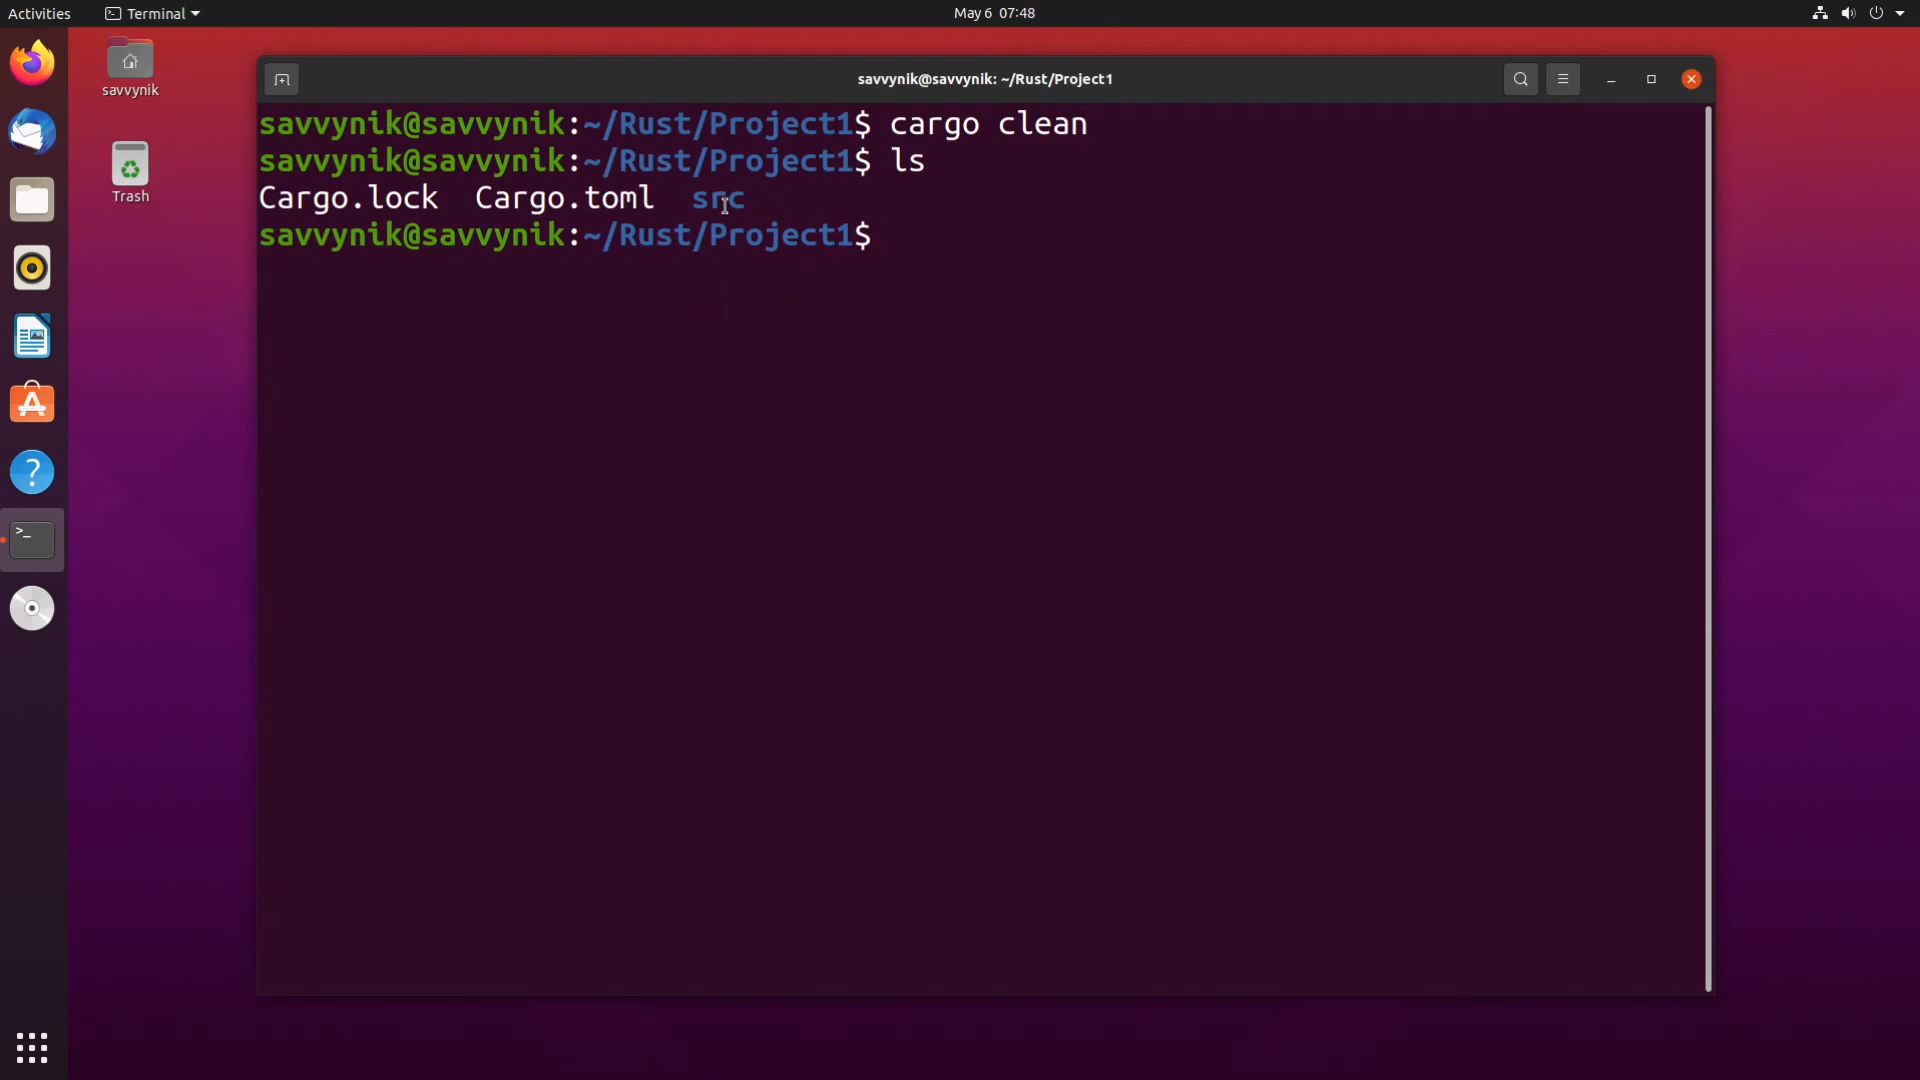 Activities
Terminal
May 6 07:48
savvynik
Trash
savvynik@savvynik: ~/Rust/Project1
savvynik@savvynik:~/Rust/Project1$ cargo clean
savvynik@savvynik:~/Rust/Project1$ ls
Cargo.lock  Cargo.toml  src
savvynik@savvynik:~/Rust/Project1$